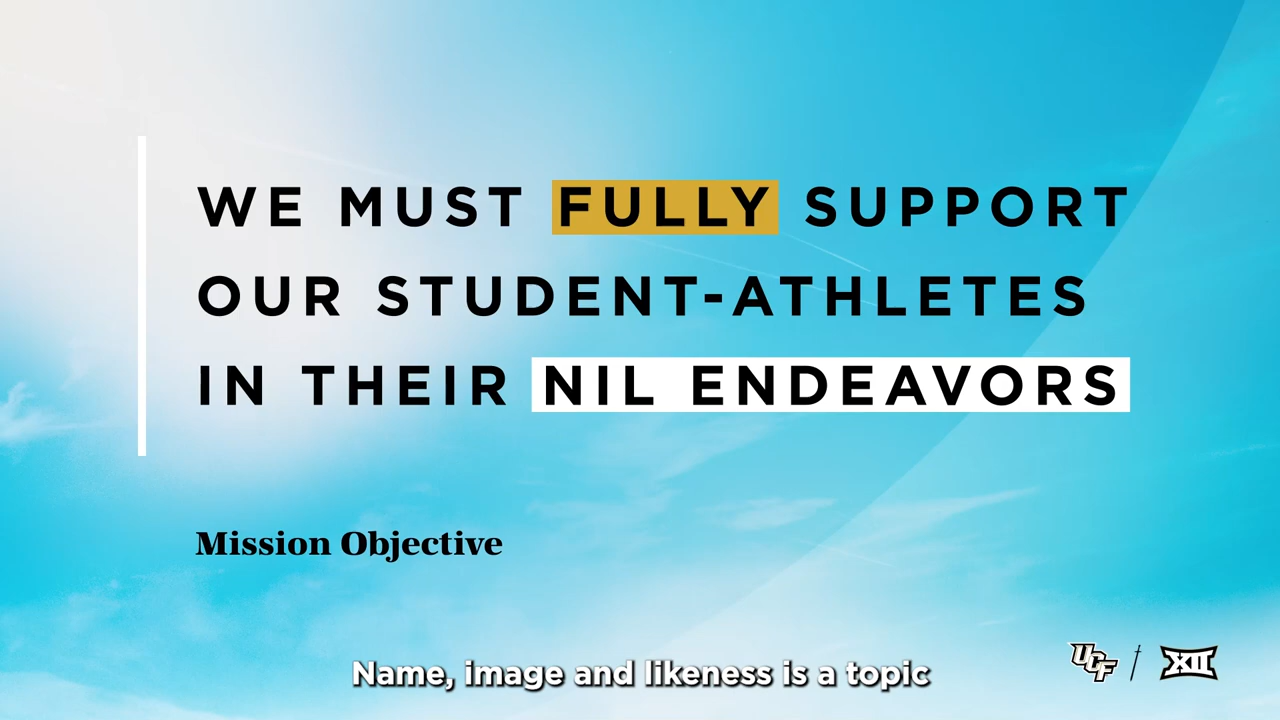 WE MUST FULLY SUPPORT
OUR STUDENT-ATHLETES
IN THEIR NIL ENDEAVORS
Mission Objective
Name, image and likeness is a topic
UCF
XII